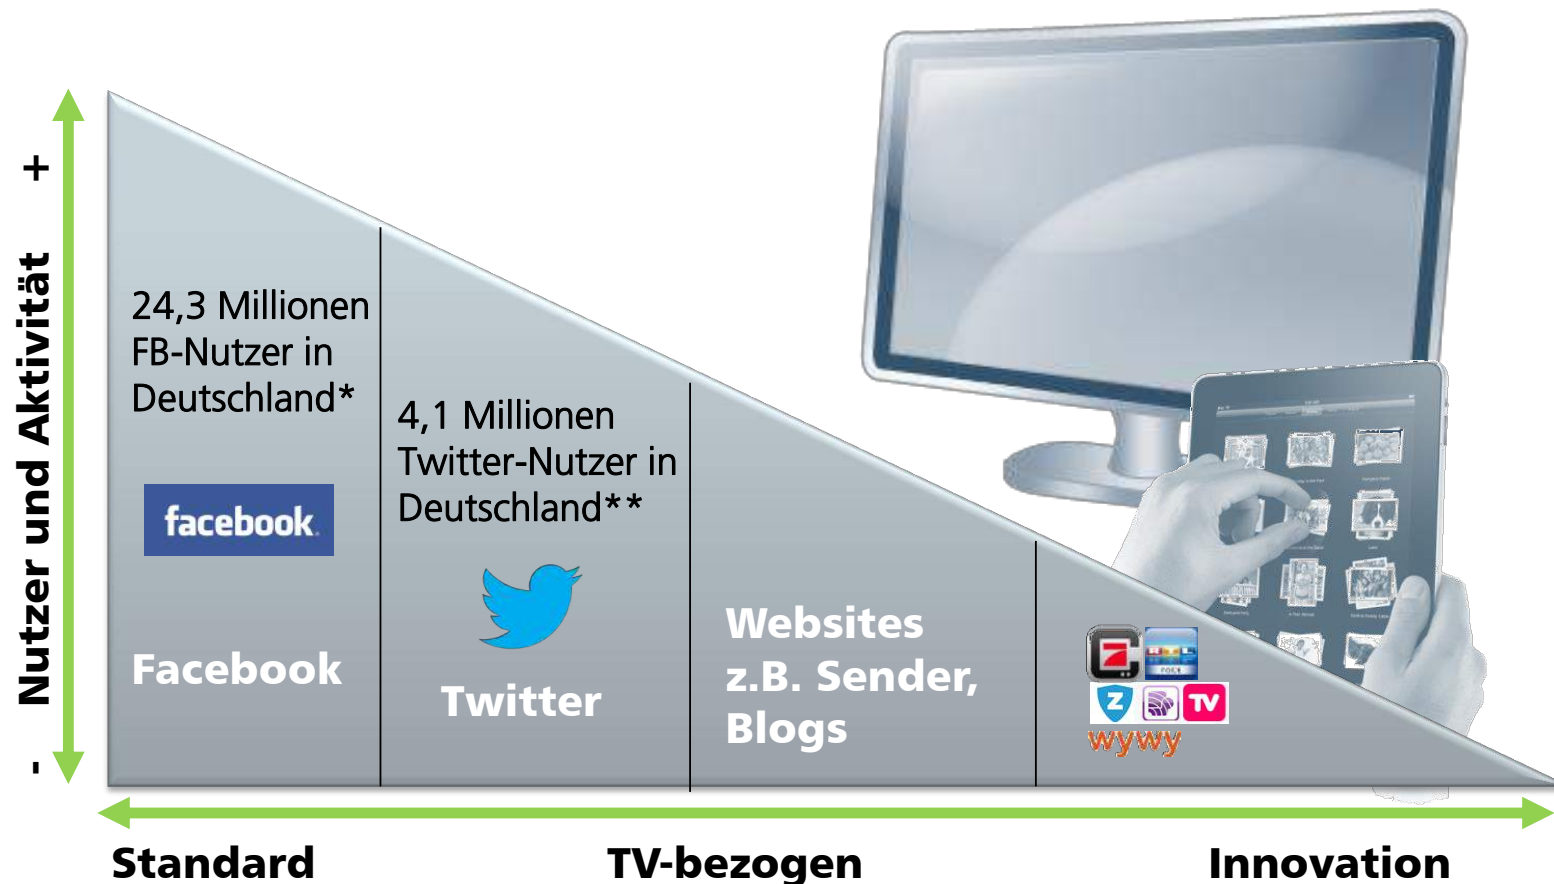 +
Nutzer und Aktivität
-
24,3 Millionen
FB-Nutzer in
Deutschland*
facebook
Facebook
4,1 Millionen
Twitter-Nutzer in
Deutschland**
Twitter
Websites
z.B. Sender,
Blogs
RTL
Z
TV
wywy
Standard
TV-bezogen
Innovation